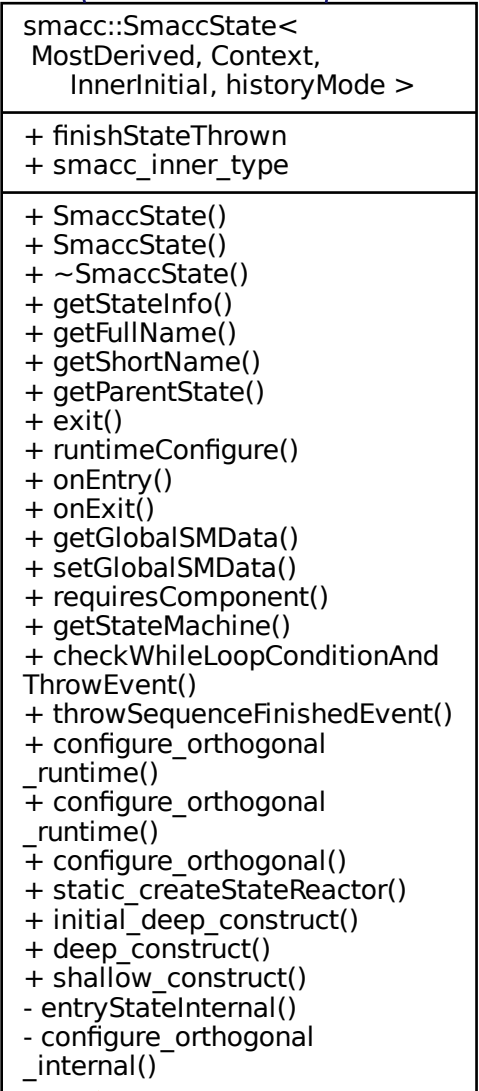 smacc::SmaccState<
MostDerived, Context,
InnerInitial, historyMode >
+ finishStateThrown
+ smacc_inner_type
+ SmaccState()
+ SmaccState()
+ ~SmaccState()
+ getStateInfo()
+ getFullName()
+ getShortName()
+ getParentState()
+ exit()
+ runtimeConfigure()
+ onEntry()
+ onExit()
+ getGlobalSMData()
+ setGlobalSMData()
+ requiresComponent()
+ getStateMachine()
+ checkWhileLoopConditionAnd
ThrowEvent()
+ throwSequenceFinishedEvent()
+ configure_orthogonal
_runtime()
+ configure_orthogonal
_runtime()
+ configure_orthogonal()
+ static_createStateReactor()
+ initial_deep_construct()
+ deep_construct()
+ shallow_construct()
- entryStateInternal()
- configure_orthogonal
_internal()